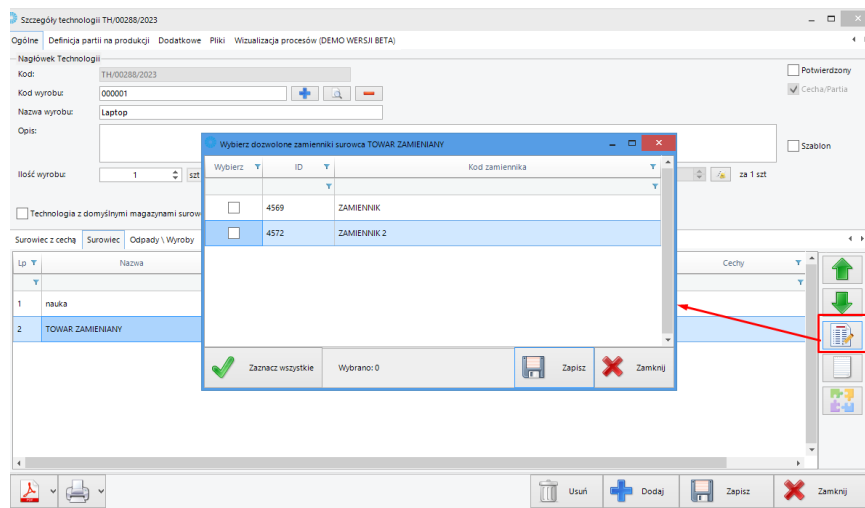 Szczegóły technologii TH/00288/2023
Ogólne Definicja partii na produkcji Dodatkowe Pliki Wizualizacja procesów (DEMO WERSJI BETA)
Nagłówek Technologii
Kod: TH/00288/2023
Potwierdzony
Kod wyrobu: 000001
Cecha/Partia
Nazwa wyrobu: Laptop
Opis:
Szablon
Ilość wyrobu: 1 szt
za 1 szt
Technologia z domyślnymi magazynami surow
Surowiec z cechą Surowiec Odpady \ Wyroby
Lp Nazwa Cechy
1 nauka
2 TOWAR ZAMIENIANY
Wybierz dozwolone zamienniki surowca TOWAR ZAMIENIANY
Wybierz ID Kod zamiennika
4569 ZAMIENNIK
4572 ZAMIENNIK 2
Zaznacz wszystkie Wybrano: 0 Zapisz Zamknij
Usuń Dodaj Zapisz Zamknij